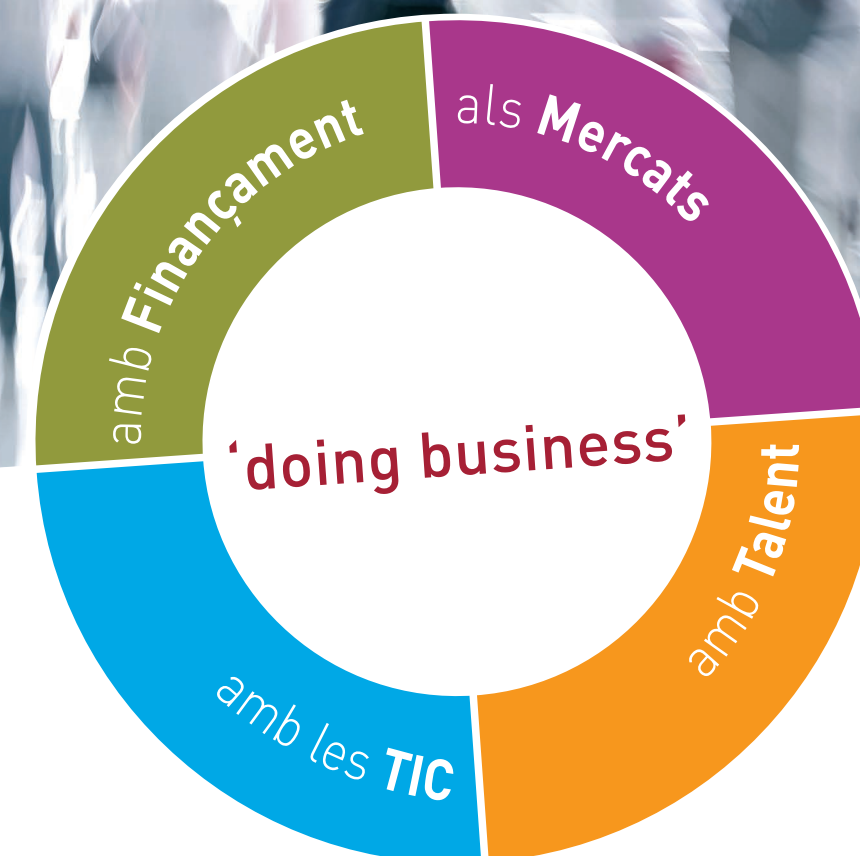 amb Finançament
als Mercats
'doing business'
amb Talent
amb les TIC